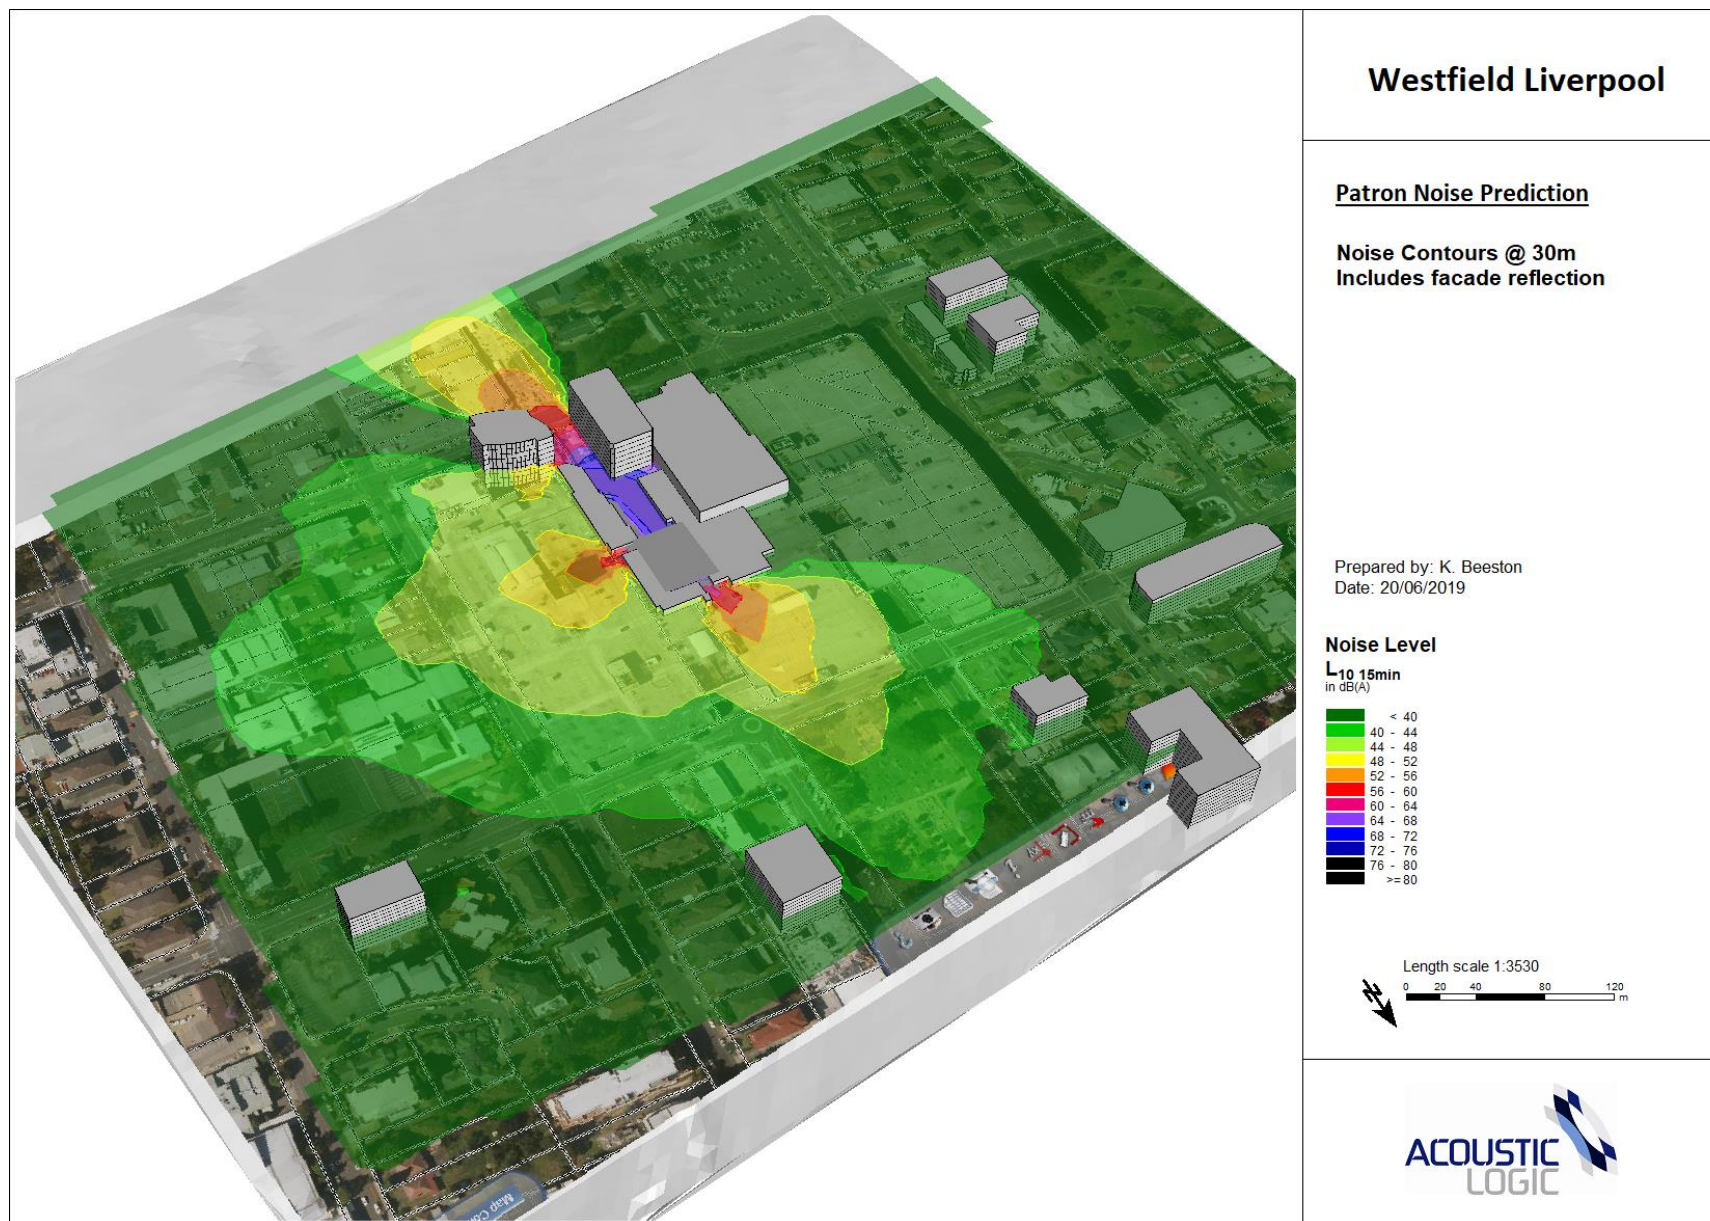 Westfield Liverpool
Patron Noise Prediction
Noise Contours @ 30m
Includes facade reflection
Prepared by: K. Beeston
Date: 20/06/2019
Noise Level
L10 15min
in dB(A)
< 40
40 - 44
44 - 48
48 - 52
52 - 56
56 - 60
60 - 64
64 - 68
68 - 72
72 - 76
76 - 80
>=80
Length scale 1:3530
0 20 40 80 120
m
N
ACOUSTIC
LOGIC
Map